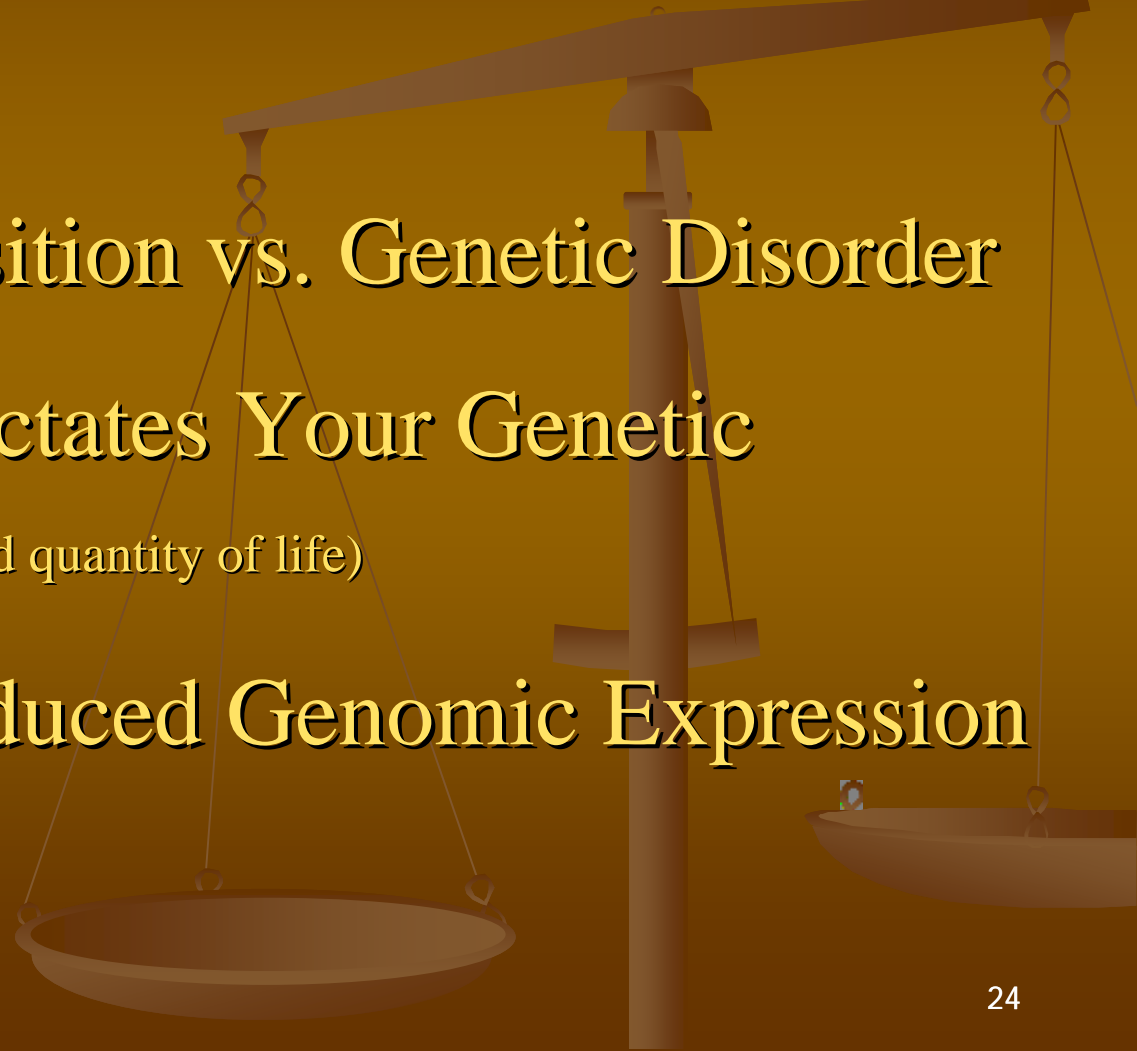 sition vs. Genetic Disorder
ctates Your Genetic
d quantity of life)
duced Genomic Expression
24